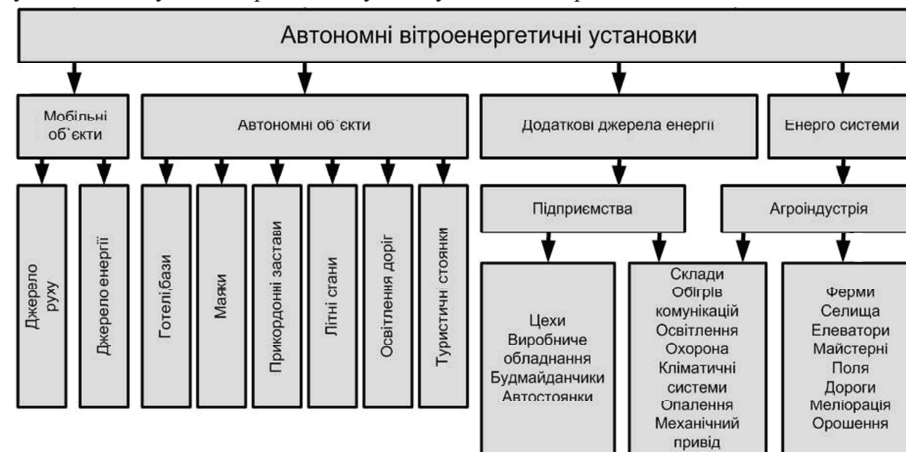 Автономні вітроенергетичні установки
Мобільні
об`єкти
Автономні об`єкти
Додаткові джерела енергії
Енерго системи
Джерело
руху
Джерело енергії
Готелі,бази
Маяки
Прикордонкі застави
Літні стани
Освітлення доріг
Туристичн стоянки
Підприємства
Агроіндустрія
Цехи
Виробниче
обладнання
Будмайданчики
Автостоянки
Склади
Обігрів
комунікацій
Освітлення
Охорона
Кліматичні
системи
Опалення
Механічний
привід
Ферми
Селища
Елеватори
Майстерні
Поля
Дороги
Меліорація
Орошення